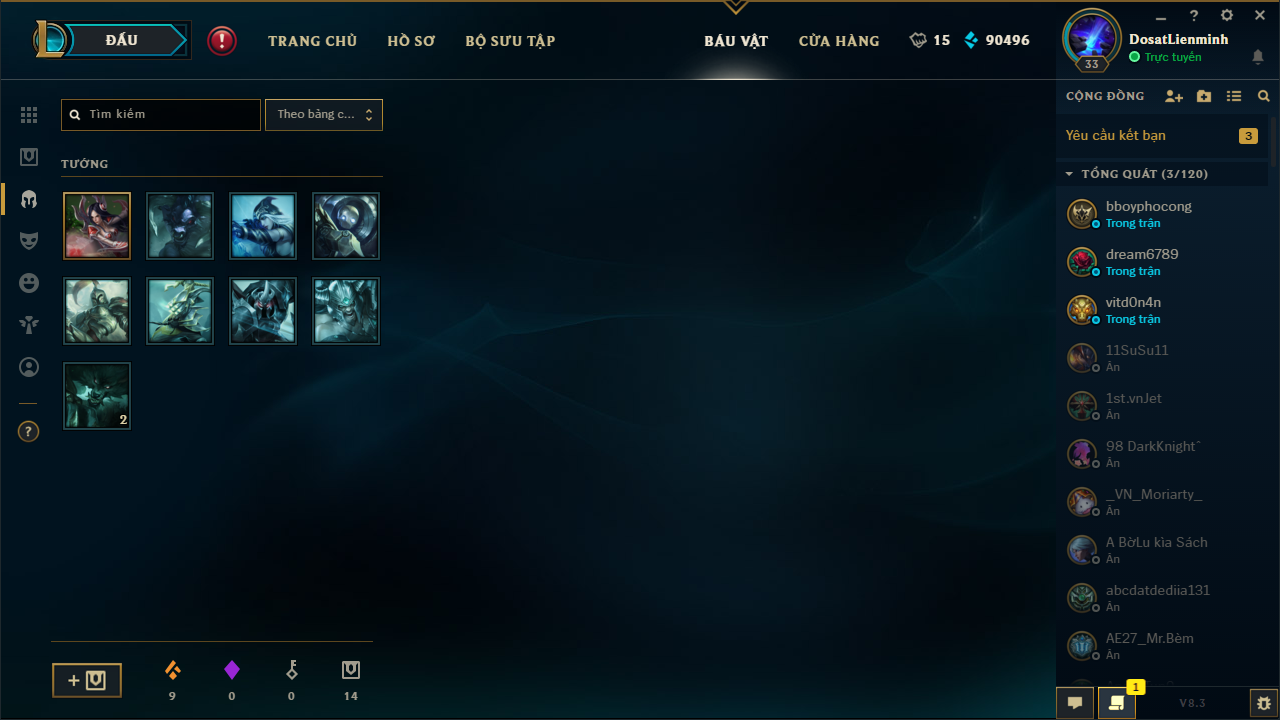 ĐẤU
TRANG CHỦ
HỒ SƠ
BỘ SƯU TẬP
BÁU VẬT
CỬA HÀNG
15
90496
33
DosatLienminh
Trực tuyến
Tìm kiếm
Theo bảng c...
TƯỚNG
2
9
0
0
14
CỘNG ĐỒNG
Yêu cầu kết bạn
3
TỔNG QUÁT (3/120)
bboyphocong
Trong trận
dream6789
Trong trận
vitd0n4n
Trong trận
11SuSu11
Ẩn
1st.vnJet
Ẩn
98 DarkKnightˆ
Ẩn
_VN_Moriarty_
Ẩn
A BờLu kìa Sách
Ẩn
abcdatdediia131
Ẩn
AE27_Mr.Bèm
Ẩn
1
V8.3